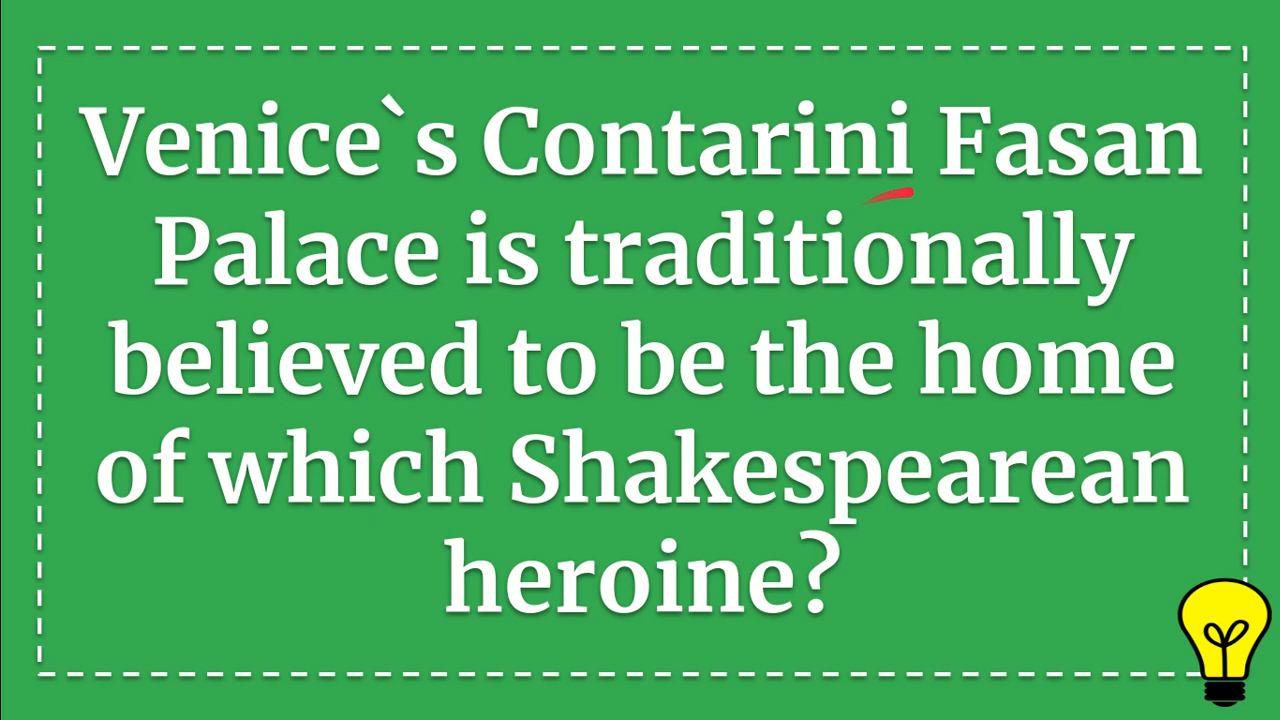 Venice`s Contarini Fasan
Palace is traditionally
believed to be the home
of which Shakespearean
heroine?